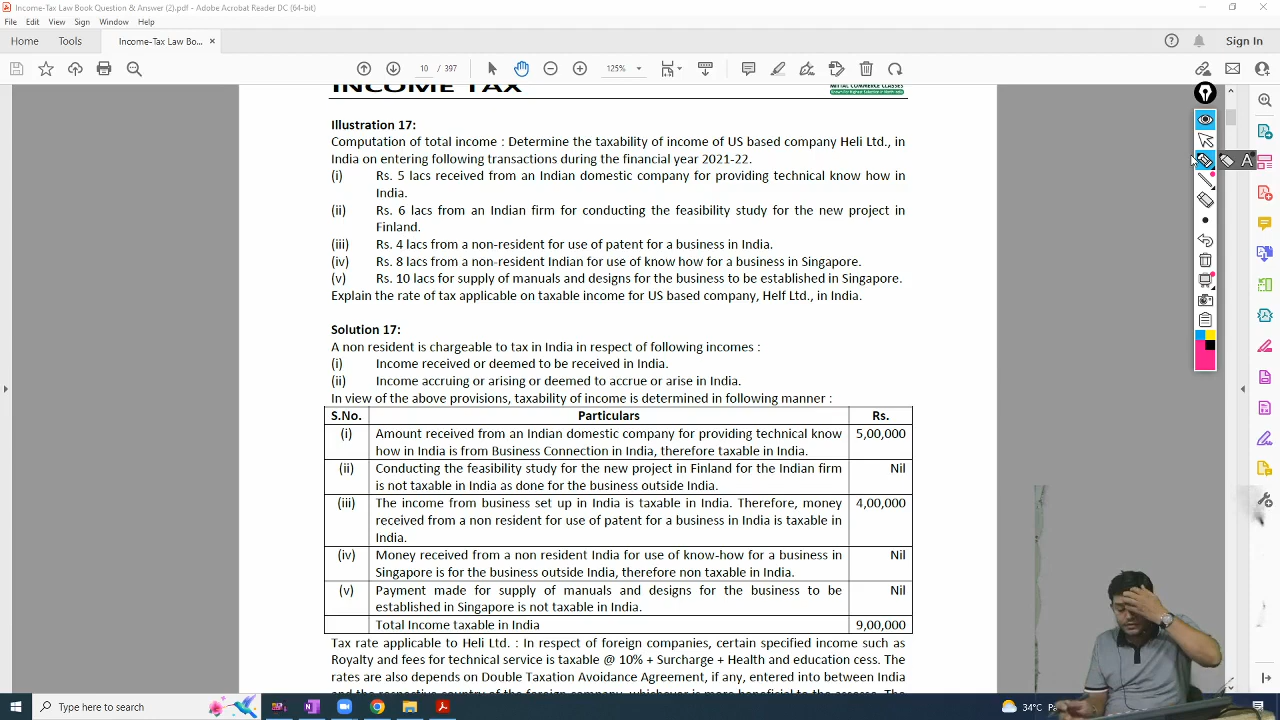 Income-Tax Law Book Question & Answer (2).pdf - Adobe Acrobat Reader DC (64-bit)
File Edit View Sign Window Help
Home Tools Income-Tax Law Bo... × Sign In
10 / 397 125%
INCOME TAX MITTAL COMMERCE CLASSES
Illustration 17:
Computation of total income : Determine the taxability of income of US based company Heli Ltd., in
India on entering following transactions during the financial year 2021-22.
(i) Rs. 5 lacs received from an Indian domestic company for providing technical know how in
India.
(ii) Rs. 6 lacs from an Indian firm for conducting the feasibility study for the new project in
Finland.
(iii) Rs. 4 lacs from a non-resident for use of patent for a business in India.
(iv) Rs. 8 lacs from a non-resident Indian for use of know how for a business in Singapore.
(v) Rs. 10 lacs for supply of manuals and designs for the business to be established in Singapore.
Explain the rate of tax applicable on taxable income for US based company, Helf Ltd., in India.
Solution 17:
A non resident is chargeable to tax in India in respect of following incomes :
(i) Income received or deemed to be received in India.
(ii) Income accruing or arising or deemed to accrue or arise in India.
In view of the above provisions, taxability of income is determined in following manner :
S.No. Particulars Rs.
(i) Amount received from an Indian domestic company for providing technical know 5,00,000
how in India is from Business Connection in India, therefore taxable in India.
(ii) Conducting the feasibility study for the new project in Finland for the Indian firm Nil
is not taxable in India as done for the business outside India.
(iii) The income from business set up in India is taxable in India. Therefore, money 4,00,000
received from a non resident for use of patent for a business in India is taxable in
India.
(iv) Money received from a non resident India for use of know-how for a business in Nil
Singapore is for the business outside India, therefore non taxable in India.
(v) Payment made for supply of manuals and designs for the business to be Nil
established in Singapore is not taxable in India.
Total Income taxable in India 9,00,000
Tax rate applicable to Heli Ltd. : In respect of foreign companies, certain specified income such as
Royalty and fees for technical service is taxable @ 10% + Surcharge + Health and education cess. The
rates are also depends on Double Taxation Avoidance Agreement, if any, entered into between India
Type here to search 34°C